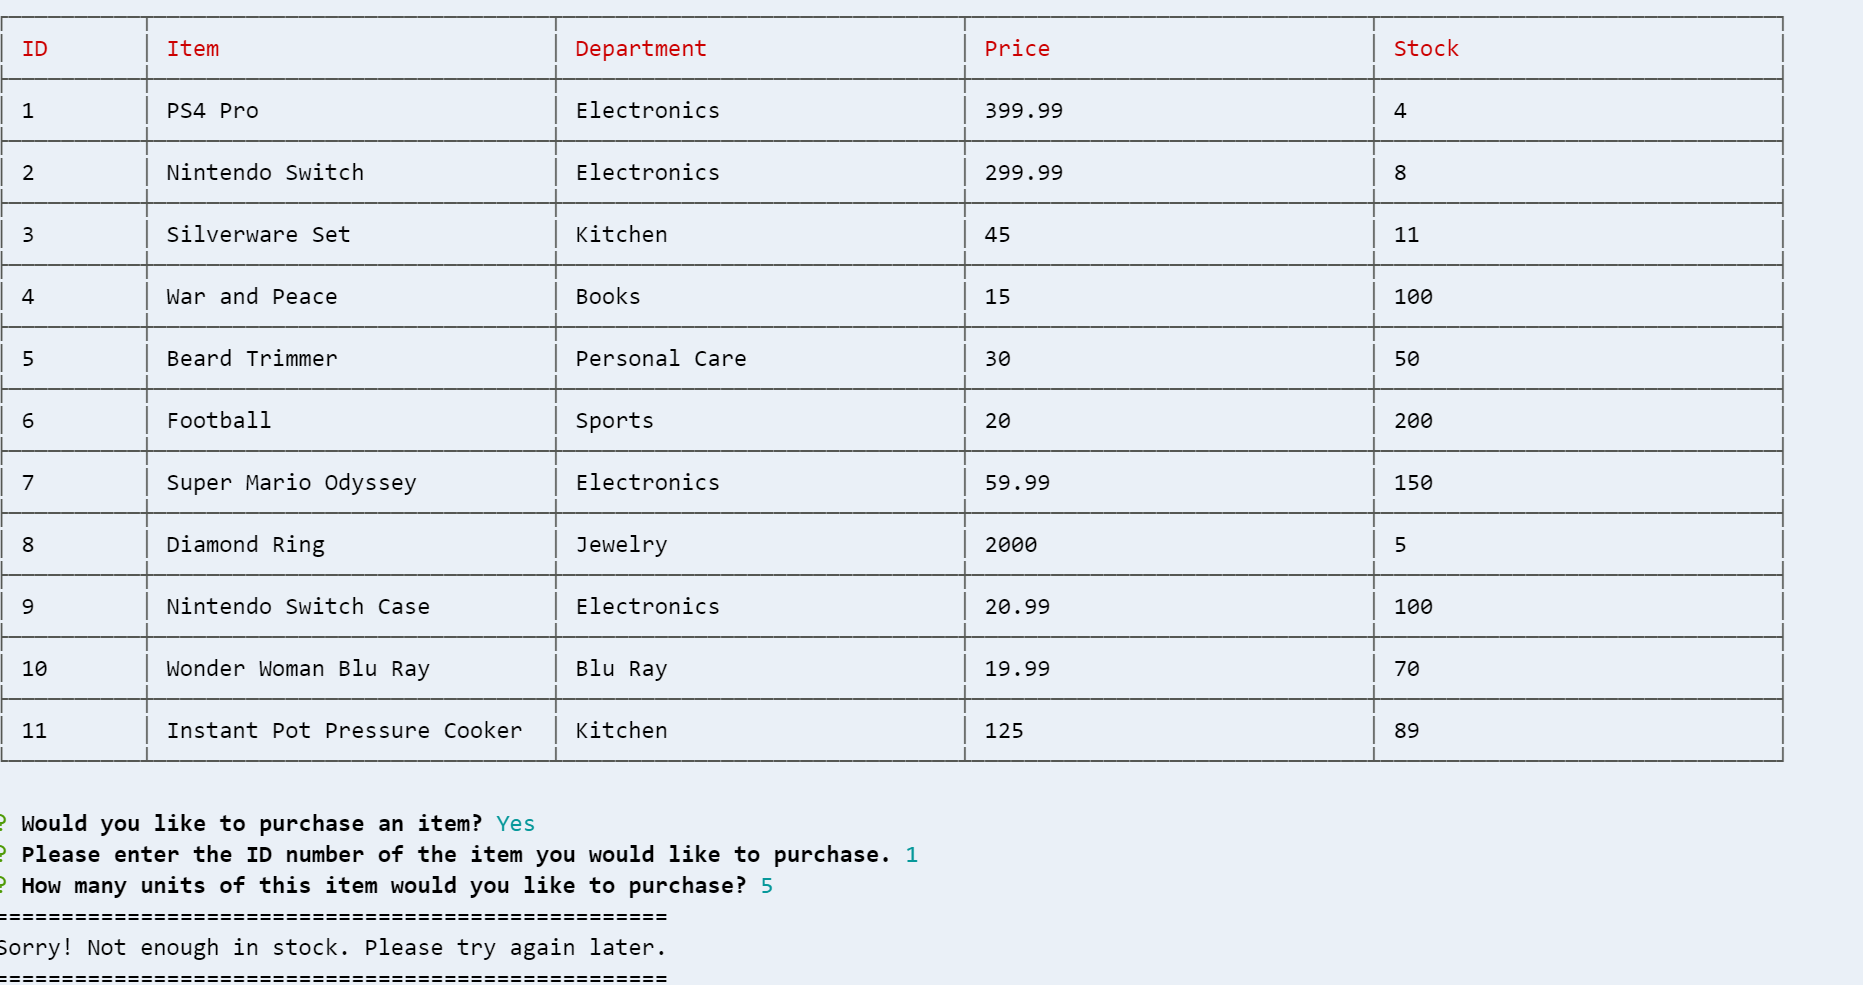 ID Item Department Price Stock
1 PS4 Pro Electronics 399.99 4
2 Nintendo Switch Electronics 299.99 8
3 Silverware Set Kitchen 45 11
4 War and Peace Books 15 100
5 Beard Trimmer Personal Care 30 50
6 Football Sports 20 200
7 Super Mario Odyssey Electronics 59.99 150
8 Diamond Ring Jewelry 2000 5
9 Nintendo Switch Case Electronics 20.99 100
10 Wonder Woman Blu Ray Blu Ray 19.99 70
11 Instant Pot Pressure Cooker Kitchen 125 89
? Would you like to purchase an item? Yes
? Please enter the ID number of the item you would like to purchase. 1
? How many units of this item would you like to purchase? 5
===================================================
Sorry! Not enough in stock. Please try again later.
===================================================